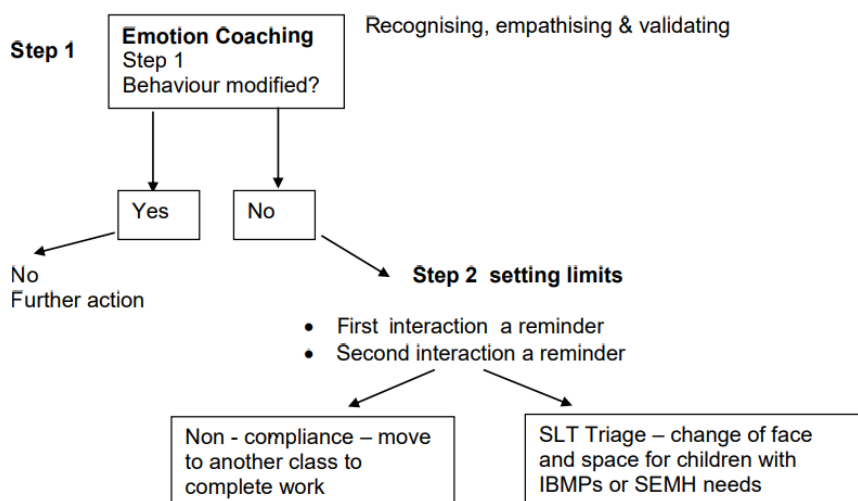 Recognising, empathising & validating
Step 1
Emotion Coaching
Step 1
Behaviour modified?
Yes
No
No
Further action
Step 2 setting limits
• First interaction a reminder
• Second interaction a reminder
Non - compliance – move
to another class to
complete work
SLT Triage – change of face
and space for children with
IBMPs or SEMH needs